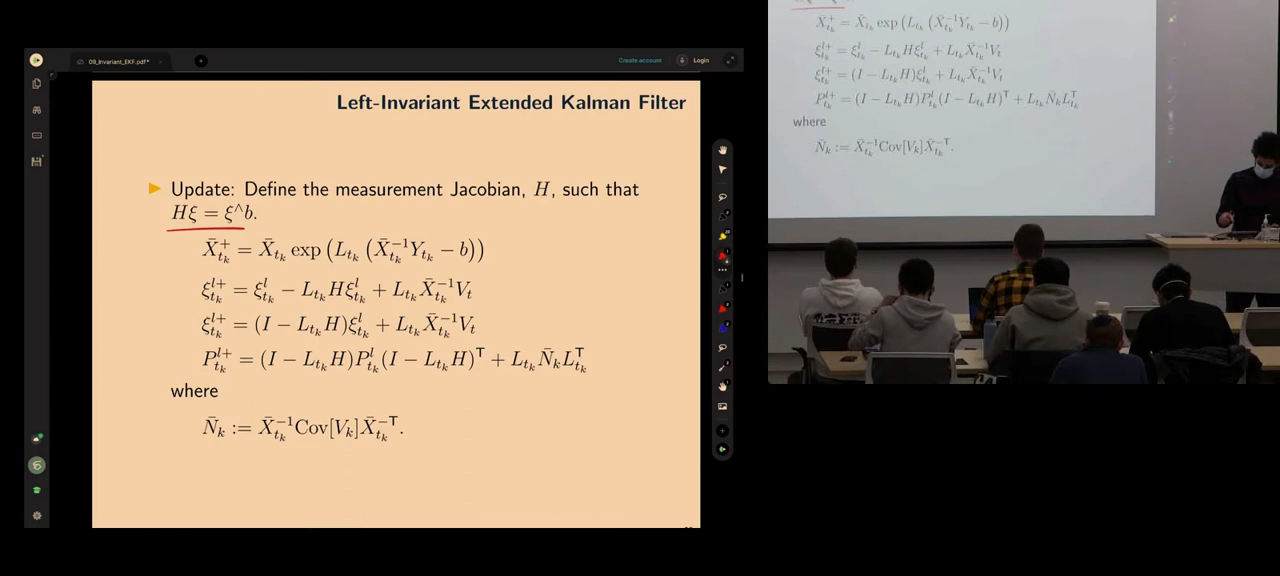 09_Invariant_EKF.pdf*
Create account
Login
Left-Invariant Extended Kalman Filter
Update: Define the measurement Jacobian, H, such that
Hξ = ξ^b.
X̄⁺_{t_k} = X̄_{t_k} exp (L_{t_k} (X̄⁻¹_{t_k} Y_{t_k} − b))
ξ^{l+}_{t_k} = ξ^l_{t_k} − L_{t_k} H ξ^l_{t_k} + L_{t_k} X̄⁻¹_{t_k} V_t
ξ^{l+}_{t_k} = (I − L_{t_k} H) ξ^l_{t_k} + L_{t_k} X̄⁻¹_{t_k} V_t
P^{l+}_{t_k} = (I − L_{t_k} H) P^l_{t_k} (I − L_{t_k} H)^T + L_{t_k} N̄_k L^T_{t_k}
where
N̄_k := X̄⁻¹_{t_k} Cov[V_k] X̄^{−T}_{t_k}.
X̄⁺_{t_k} = X̄_{t_k} exp (L_{t_k} (X̄⁻¹_{t_k} Y_{t_k} − b))
ξ^{l+}_{t_k} = ξ^l_{t_k} − L_{t_k} H ξ^l_{t_k} + L_{t_k} X̄⁻¹_{t_k} V_t
ξ^{l+}_{t_k} = (I − L_{t_k} H) ξ^l_{t_k} + L_{t_k} X̄⁻¹_{t_k} V_t
P^{l+}_{t_k} = (I − L_{t_k} H) P^l_{t_k} (I − L_{t_k} H)^T + L_{t_k} N̄_k L^T_{t_k}
where
N̄_k := X̄⁻¹_{t_k} Cov[V_k] X̄^{−T}_{t_k}.